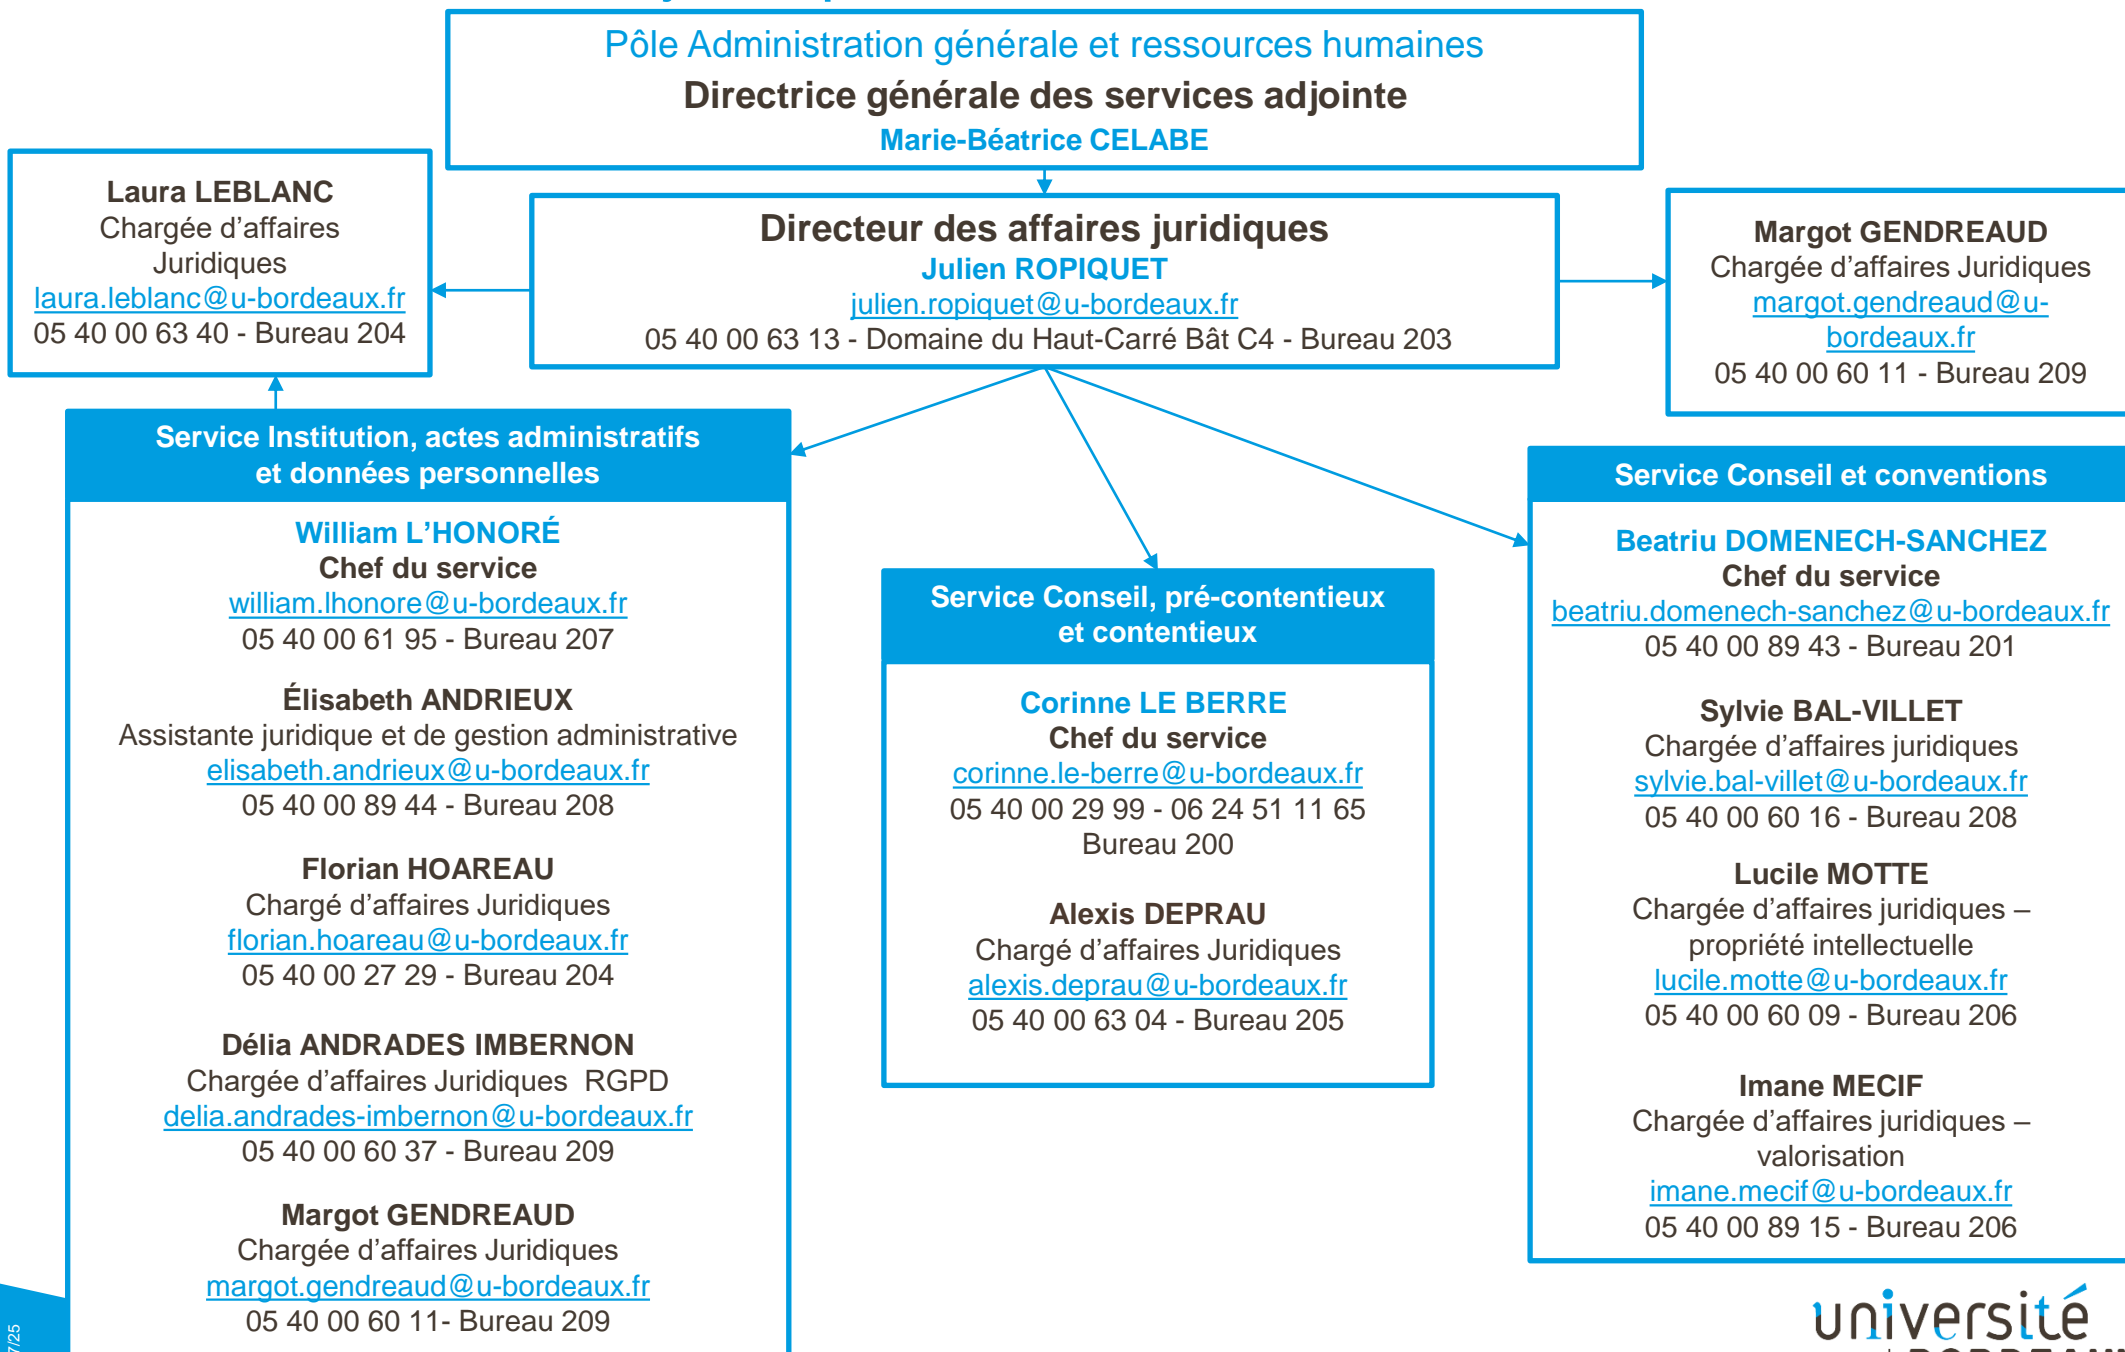 Pôle Administration générale et ressources humaines
Directrice générale des services adjointe
Marie-Béatrice CELABE
Laura LEBLANC
Chargée d’affaires
Juridiques
laura.leblanc@u-bordeaux.fr
05 40 00 63 40 - Bureau 204
Directeur des affaires juridiques
Julien ROPIQUET
julien.ropiquet@u-bordeaux.fr
05 40 00 63 13 - Domaine du Haut-Carré Bât C4 - Bureau 203
Margot GENDREAUD
Chargée d’affaires Juridiques
margot.gendreaud@u-
bordeaux.fr
05 40 00 60 11 - Bureau 209
Service Institution, actes administratifs
et données personnelles
William L’HONORÉ
Chef du service
william.lhonore@u-bordeaux.fr
05 40 00 61 95 - Bureau 207
Élisabeth ANDRIEUX
Assistante juridique et de gestion administrative
elisabeth.andrieux@u-bordeaux.fr
05 40 00 89 44 - Bureau 208
Florian HOAREAU
Chargé d’affaires Juridiques
florian.hoareau@u-bordeaux.fr
05 40 00 27 29 - Bureau 204
Délia ANDRADES IMBERNON
Chargée d’affaires Juridiques  RGPD
delia.andrades-imbernon@u-bordeaux.fr
05 40 00 60 37 - Bureau 209
Margot GENDREAUD
Chargée d’affaires Juridiques
margot.gendreaud@u-bordeaux.fr
05 40 00 60 11- Bureau 209
Service Conseil, pré-contentieux
et contentieux
Corinne LE BERRE
Chef du service
corinne.le-berre@u-bordeaux.fr
05 40 00 29 99 - 06 24 51 11 65
Bureau 200
Alexis DEPRAU
Chargé d’affaires Juridiques
alexis.deprau@u-bordeaux.fr
05 40 00 63 04 - Bureau 205
Service Conseil et conventions
Beatriu DOMENECH-SANCHEZ
Chef du service
beatriu.domenech-sanchez@u-bordeaux.fr
05 40 00 89 43 - Bureau 201
Sylvie BAL-VILLET
Chargée d’affaires juridiques
sylvie.bal-villet@u-bordeaux.fr
05 40 00 60 16 - Bureau 208
Lucile MOTTE
Chargée d’affaires juridiques –
propriété intellectuelle
lucile.motte@u-bordeaux.fr
05 40 00 60 09 - Bureau 206
Imane MECIF
Chargée d’affaires juridiques –
valorisation
imane.mecif@u-bordeaux.fr
05 40 00 89 15 - Bureau 206
université